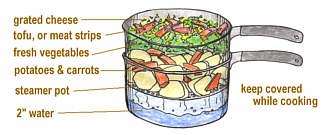 grated cheese
tofu, or meat strips
fresh vegetables
potatoes & carrots
steamer pot
2" water
keep covered
while cooking